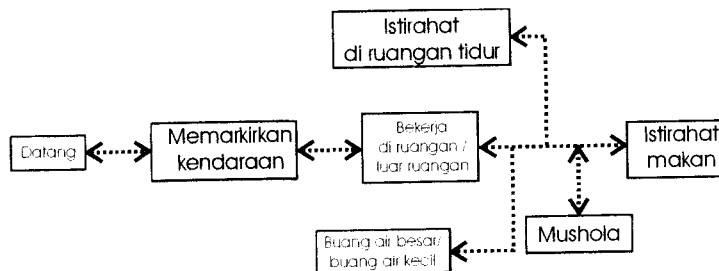 Istirahat
di ruangan tidur
Datang
Memarkirkan
kendaraan
Bekerja
di ruangan /
luar ruangan
Istirahat
makan
Mushola
Buang air besar/
buang air kecil